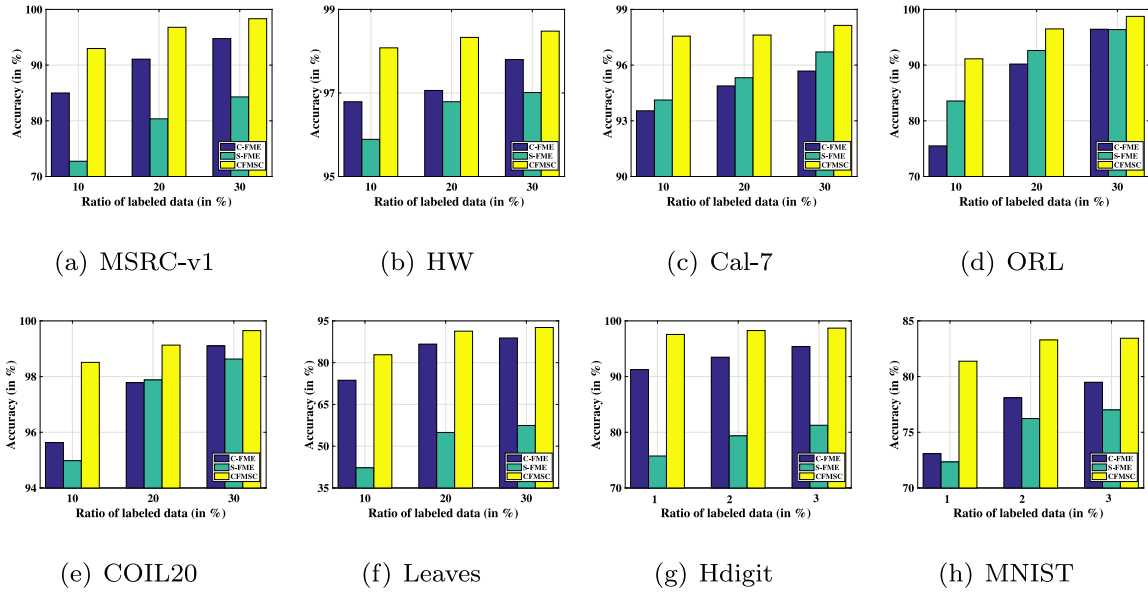 Accuracy (in %)
99
97
95
10 20 30
Ratio of labeled data (in %)
C-FME
S-FME
CFMSC
(b) HW
Accuracy (in %)
100
90
80
70
10 20 30
Ratio of labeled data (in %)
C-FME
S-FME
CFMSC
(a) MSRC-v1
Accuracy (in %)
99
96
93
90
10 20 30
Ratio of labeled data (in %)
C-FME
S-FME
CFMSC
(c) Cal-7
Accuracy (in %)
100
90
80
70
10 20 30
Ratio of labeled data (in %)
C-FME
S-FME
CFMSC
(d) ORL
Accuracy (in %)
100
98
96
94
10 20 30
Ratio of labeled data (in %)
C-FME
S-FME
CFMSC
(e) COIL20
Accuracy (in %)
95
80
65
50
35
10 20 30
Ratio of labeled data (in %)
C-FME
S-FME
CFMSC
(f) Leaves
Accuracy (in %)
100
90
80
70
1 2 3
Ratio of labeled data (in %)
C-FME
S-FME
CFMSC
(g) Hdigit
Accuracy (in %)
85
80
75
70
1 2 3
Ratio of labeled data (in %)
C-FME
S-FME
CFMSC
(h) MNIST